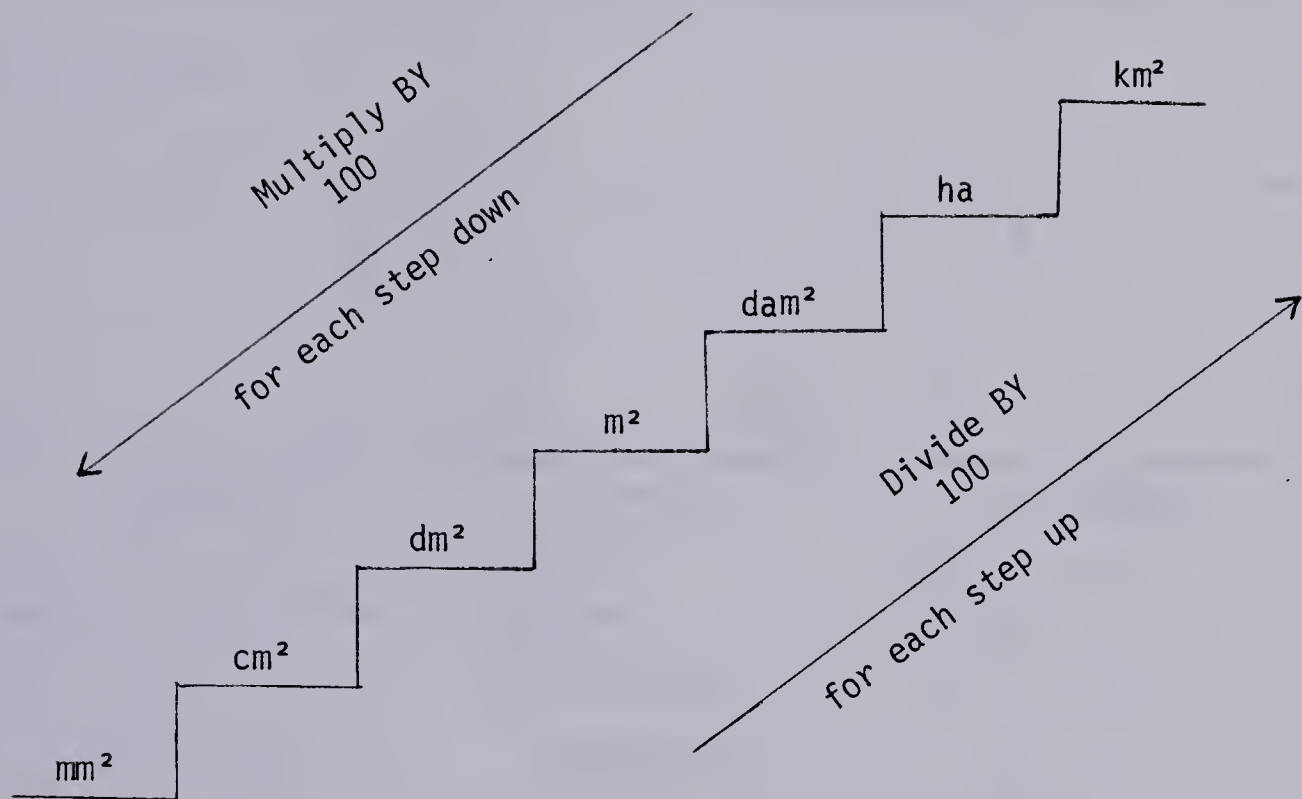 Multiply BY
100
for each step down
km²
ha
dam²
m²
dm²
cm²
mm²
Divide BY
100
for each step up